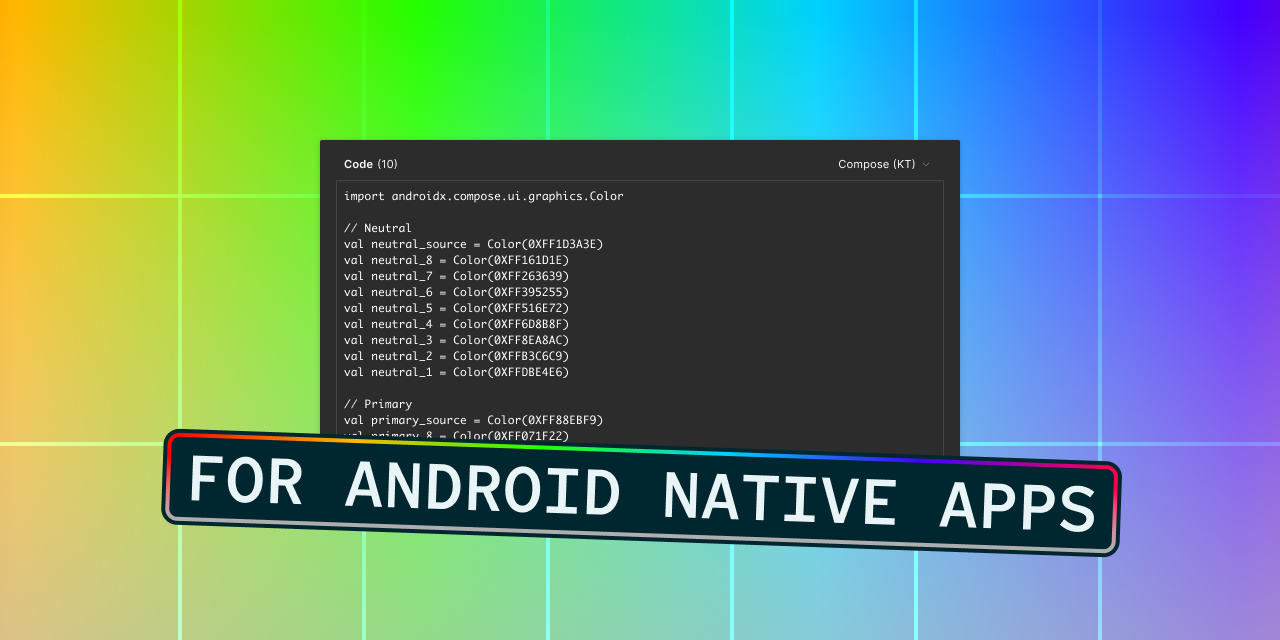 Code (10)
Compose (KT)
import androidx.compose.ui.graphics.Color
// Neutral
val neutral_source = Color(0XFF1D3A3E)
val neutral_8 = Color(0XFF161D1E)
val neutral_7 = Color(0XFF263639)
val neutral_6 = Color(0XFF395255)
val neutral_5 = Color(0XFF516E72)
val neutral_4 = Color(0XFF6D8B8F)
val neutral_3 = Color(0XFF8EA8AC)
val neutral_2 = Color(0XFFB3C6C9)
val neutral_1 = Color(0XFFDBE4E6)
// Primary
val primary_source = Color(0XFF88EBF9)
val primary_8 = Color(0XFF071F22)
FOR ANDROID NATIVE APPS